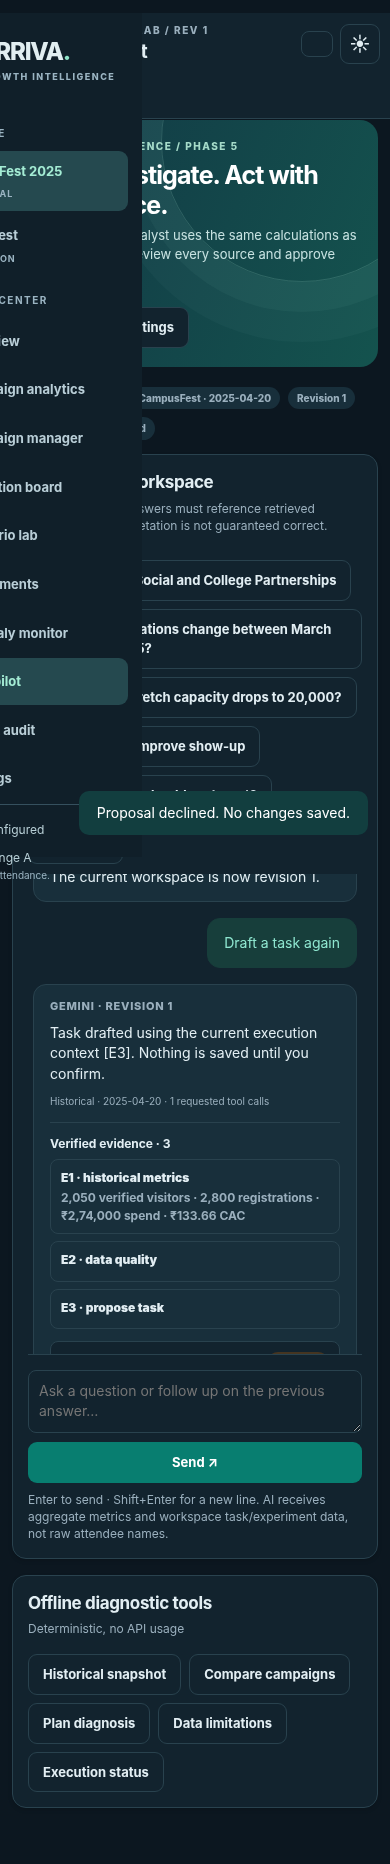 RRIVA.
OWTH INTELLIGENCE
E
Fest 2025
AL
est
ON
CENTER
iew
aign analytics
aign manager
tion board
rio lab
ments
aly monitor
pilot
audit
gs
nfigured
nge A
ttendance.
AB / REV 1
t
ENCE / PHASE 5
stigate. Act with
ce.
alyst uses the same calculations as
eview every source and approve
ttings
CampusFest · 2025-04-20
Revision 1
d
orkspace
swers must reference retrieved
etation is not guaranteed correct.
Social and College Partnerships
ations change between March
5?
etch capacity drops to 20,000?
mprove show-up
Proposal declined. No changes saved.
The current workspace is now revision 1.
Draft a task again
GEMINI · REVISION 1
Task drafted using the current execution
context [E3]. Nothing is saved until you
confirm.
Historical · 2025-04-20 · 1 requested tool calls
Verified evidence · 3
E1 · historical metrics
2,050 verified visitors · 2,800 registrations ·
₹2,74,000 spend · ₹133.66 CAC
E2 · data quality
E3 · propose task
Ask a question or follow up on the previous
answer...
Send ↗
Enter to send · Shift+Enter for a new line. AI receives
aggregate metrics and workspace task/experiment data,
not raw attendee names.
Offline diagnostic tools
Deterministic, no API usage
Historical snapshot
Compare campaigns
Plan diagnosis
Data limitations
Execution status